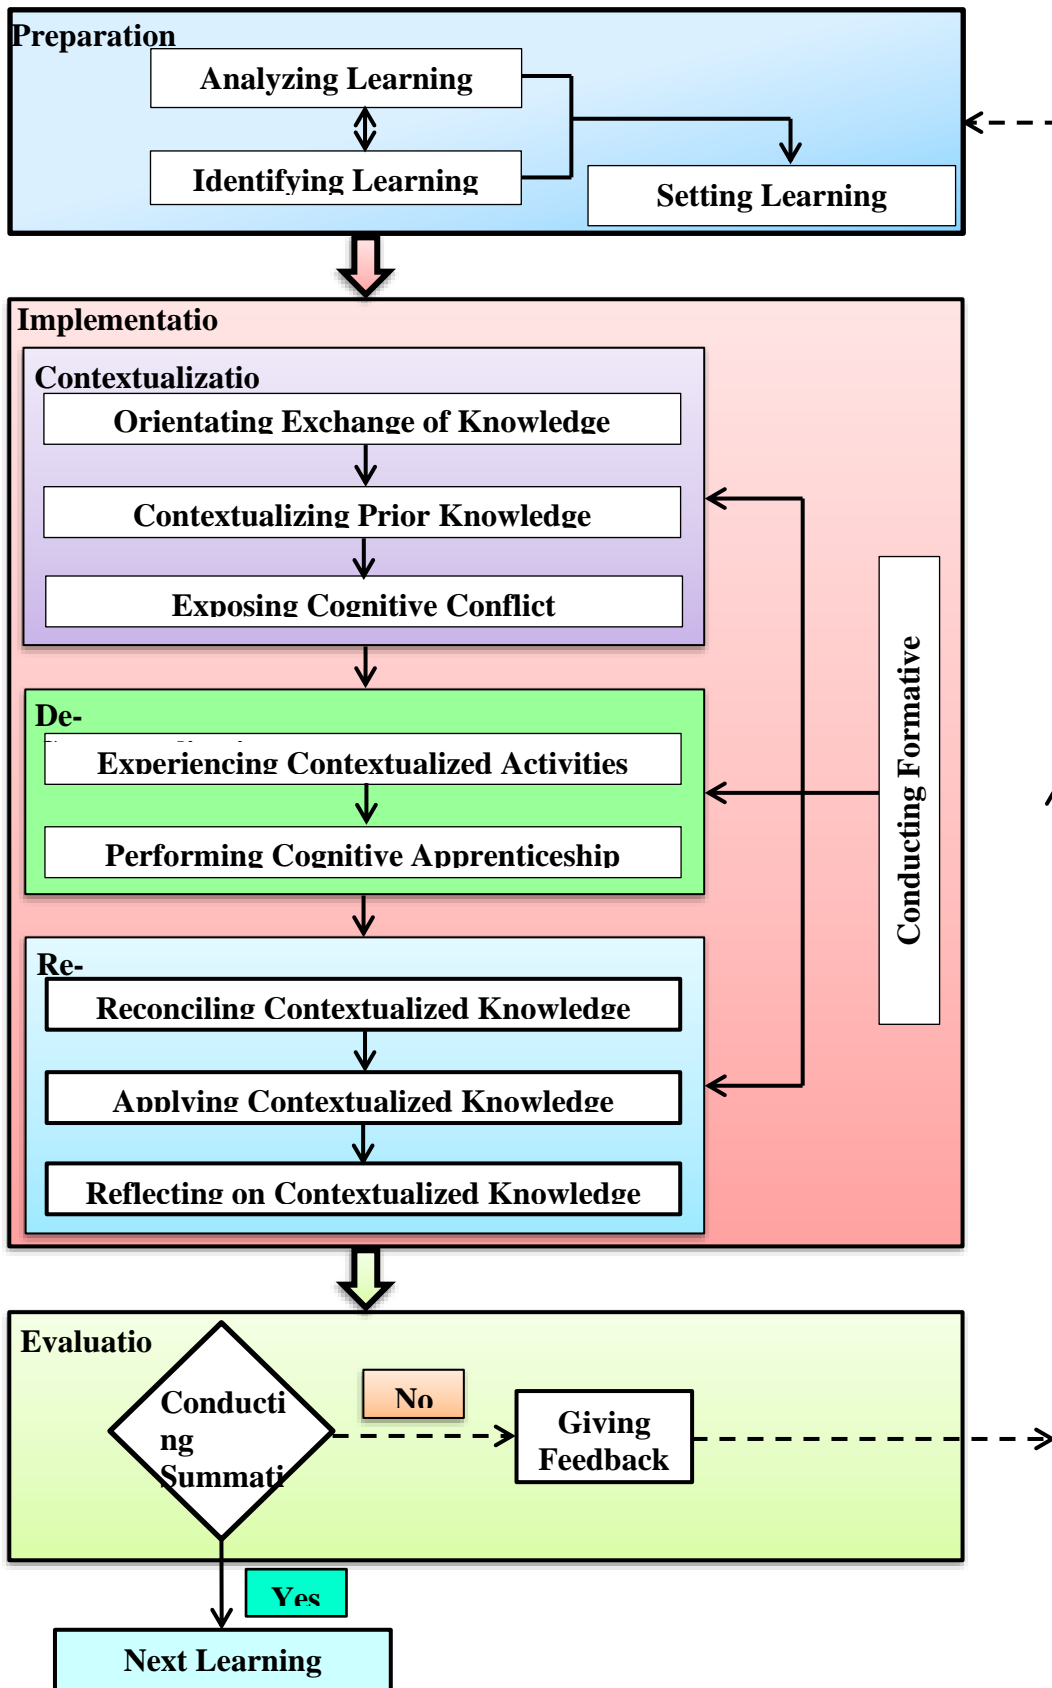 Preparation
Analyzing Learning
Identifying Learning
Setting Learning
Implementatio
Contextualizatio
Orientating Exchange of Knowledge
Contextualizing Prior Knowledge
Exposing Cognitive Conflict
De-
Experiencing Contextualized Activities
Performing Cognitive Apprenticeship
Re-
Reconciling Contextualized Knowledge
Applying Contextualized Knowledge
Reflecting on Contextualized Knowledge
Conducting Formative
Evaluatio
Conducti
ng
Summati
No
Giving
Feedback
Yes
Next Learning